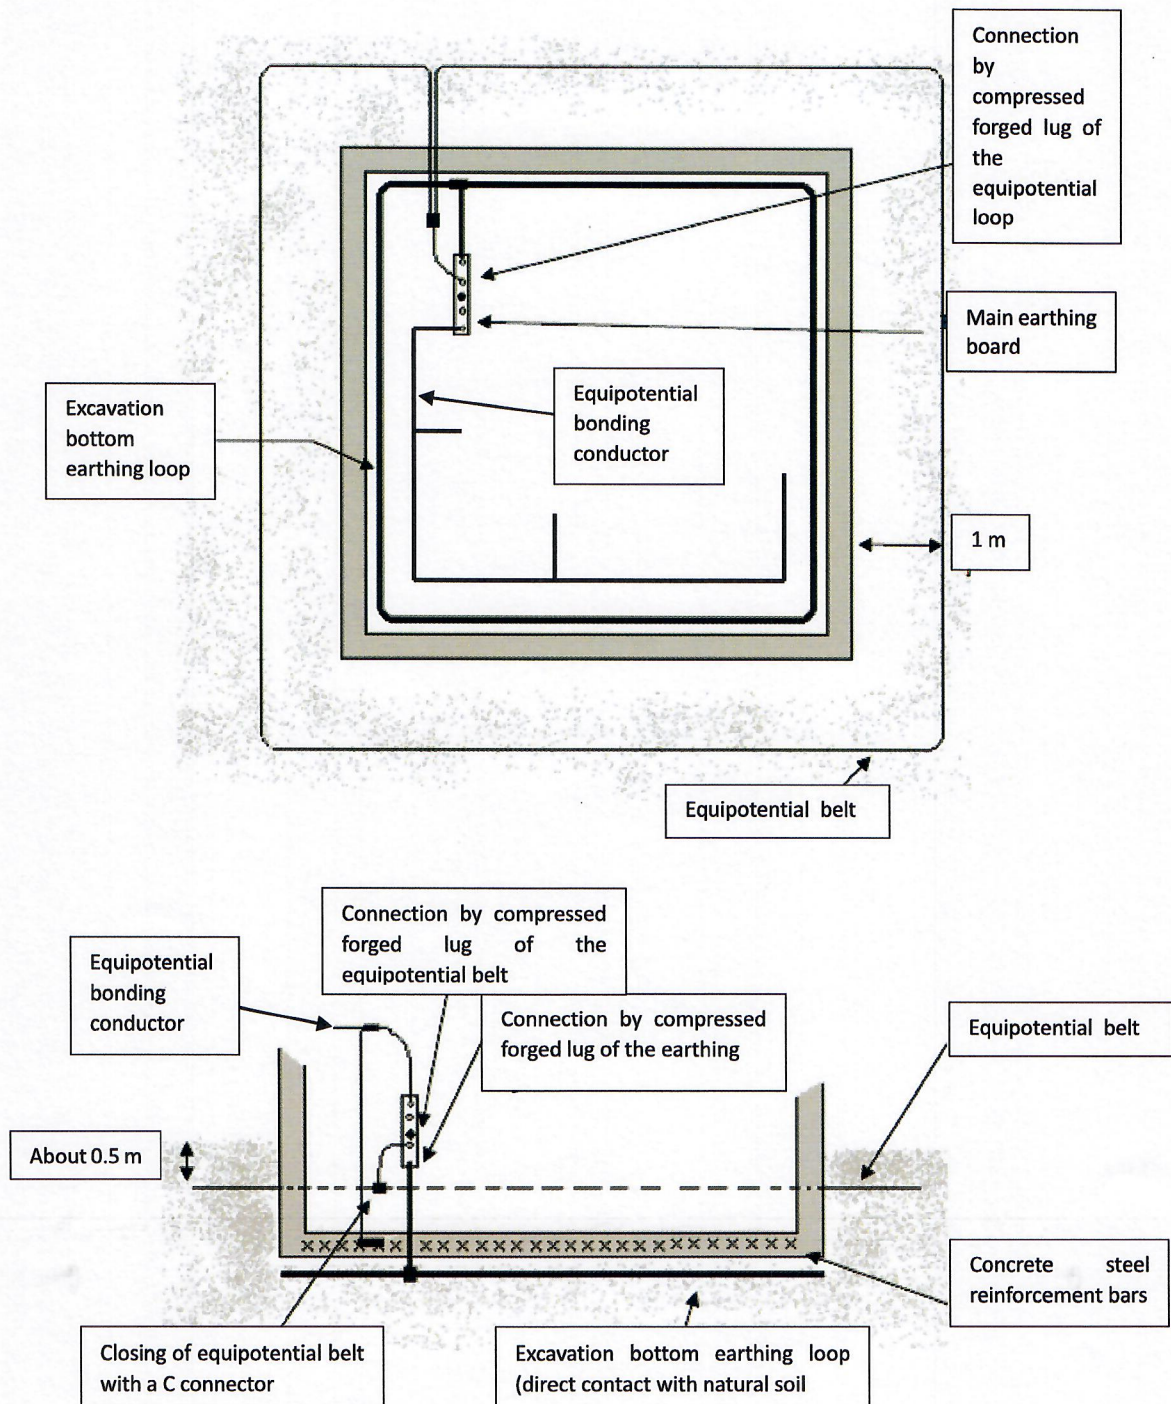 Connection
by
compressed
forged lug of
the
equipotential
loop
Main earthing
board
Equipotential
bonding
conductor
Excavation
bottom
earthing loop
1 m
Equipotential belt
Connection by compressed
forged lug of the
equipotential belt
Equipotential
bonding
conductor
Connection by compressed
forged lug of the earthing
Equipotential belt
About 0.5 m
Concrete steel
reinforcement bars
Closing of equipotential belt
with a C connector
Excavation bottom earthing loop
(direct contact with natural soil